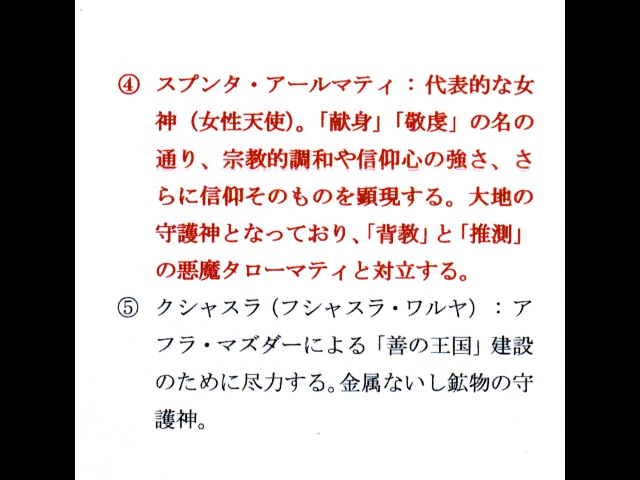 ④ スプンタ・アールマティ：代表的な女
神（女性天使）。「献身」「敬虔」の名の
通り、宗教的調和や信仰心の強さ、さ
らに信仰そのものを顕現する。大地の
守護神となっており、「背教」と「推測」
の悪魔タローマティと対立する。
⑤ クシャスラ（フシャスラ・ワルヤ）：ア
フラ・マズダーによる「善の王国」建設
のために尽力する。金属ないし鉱物の守
護神。